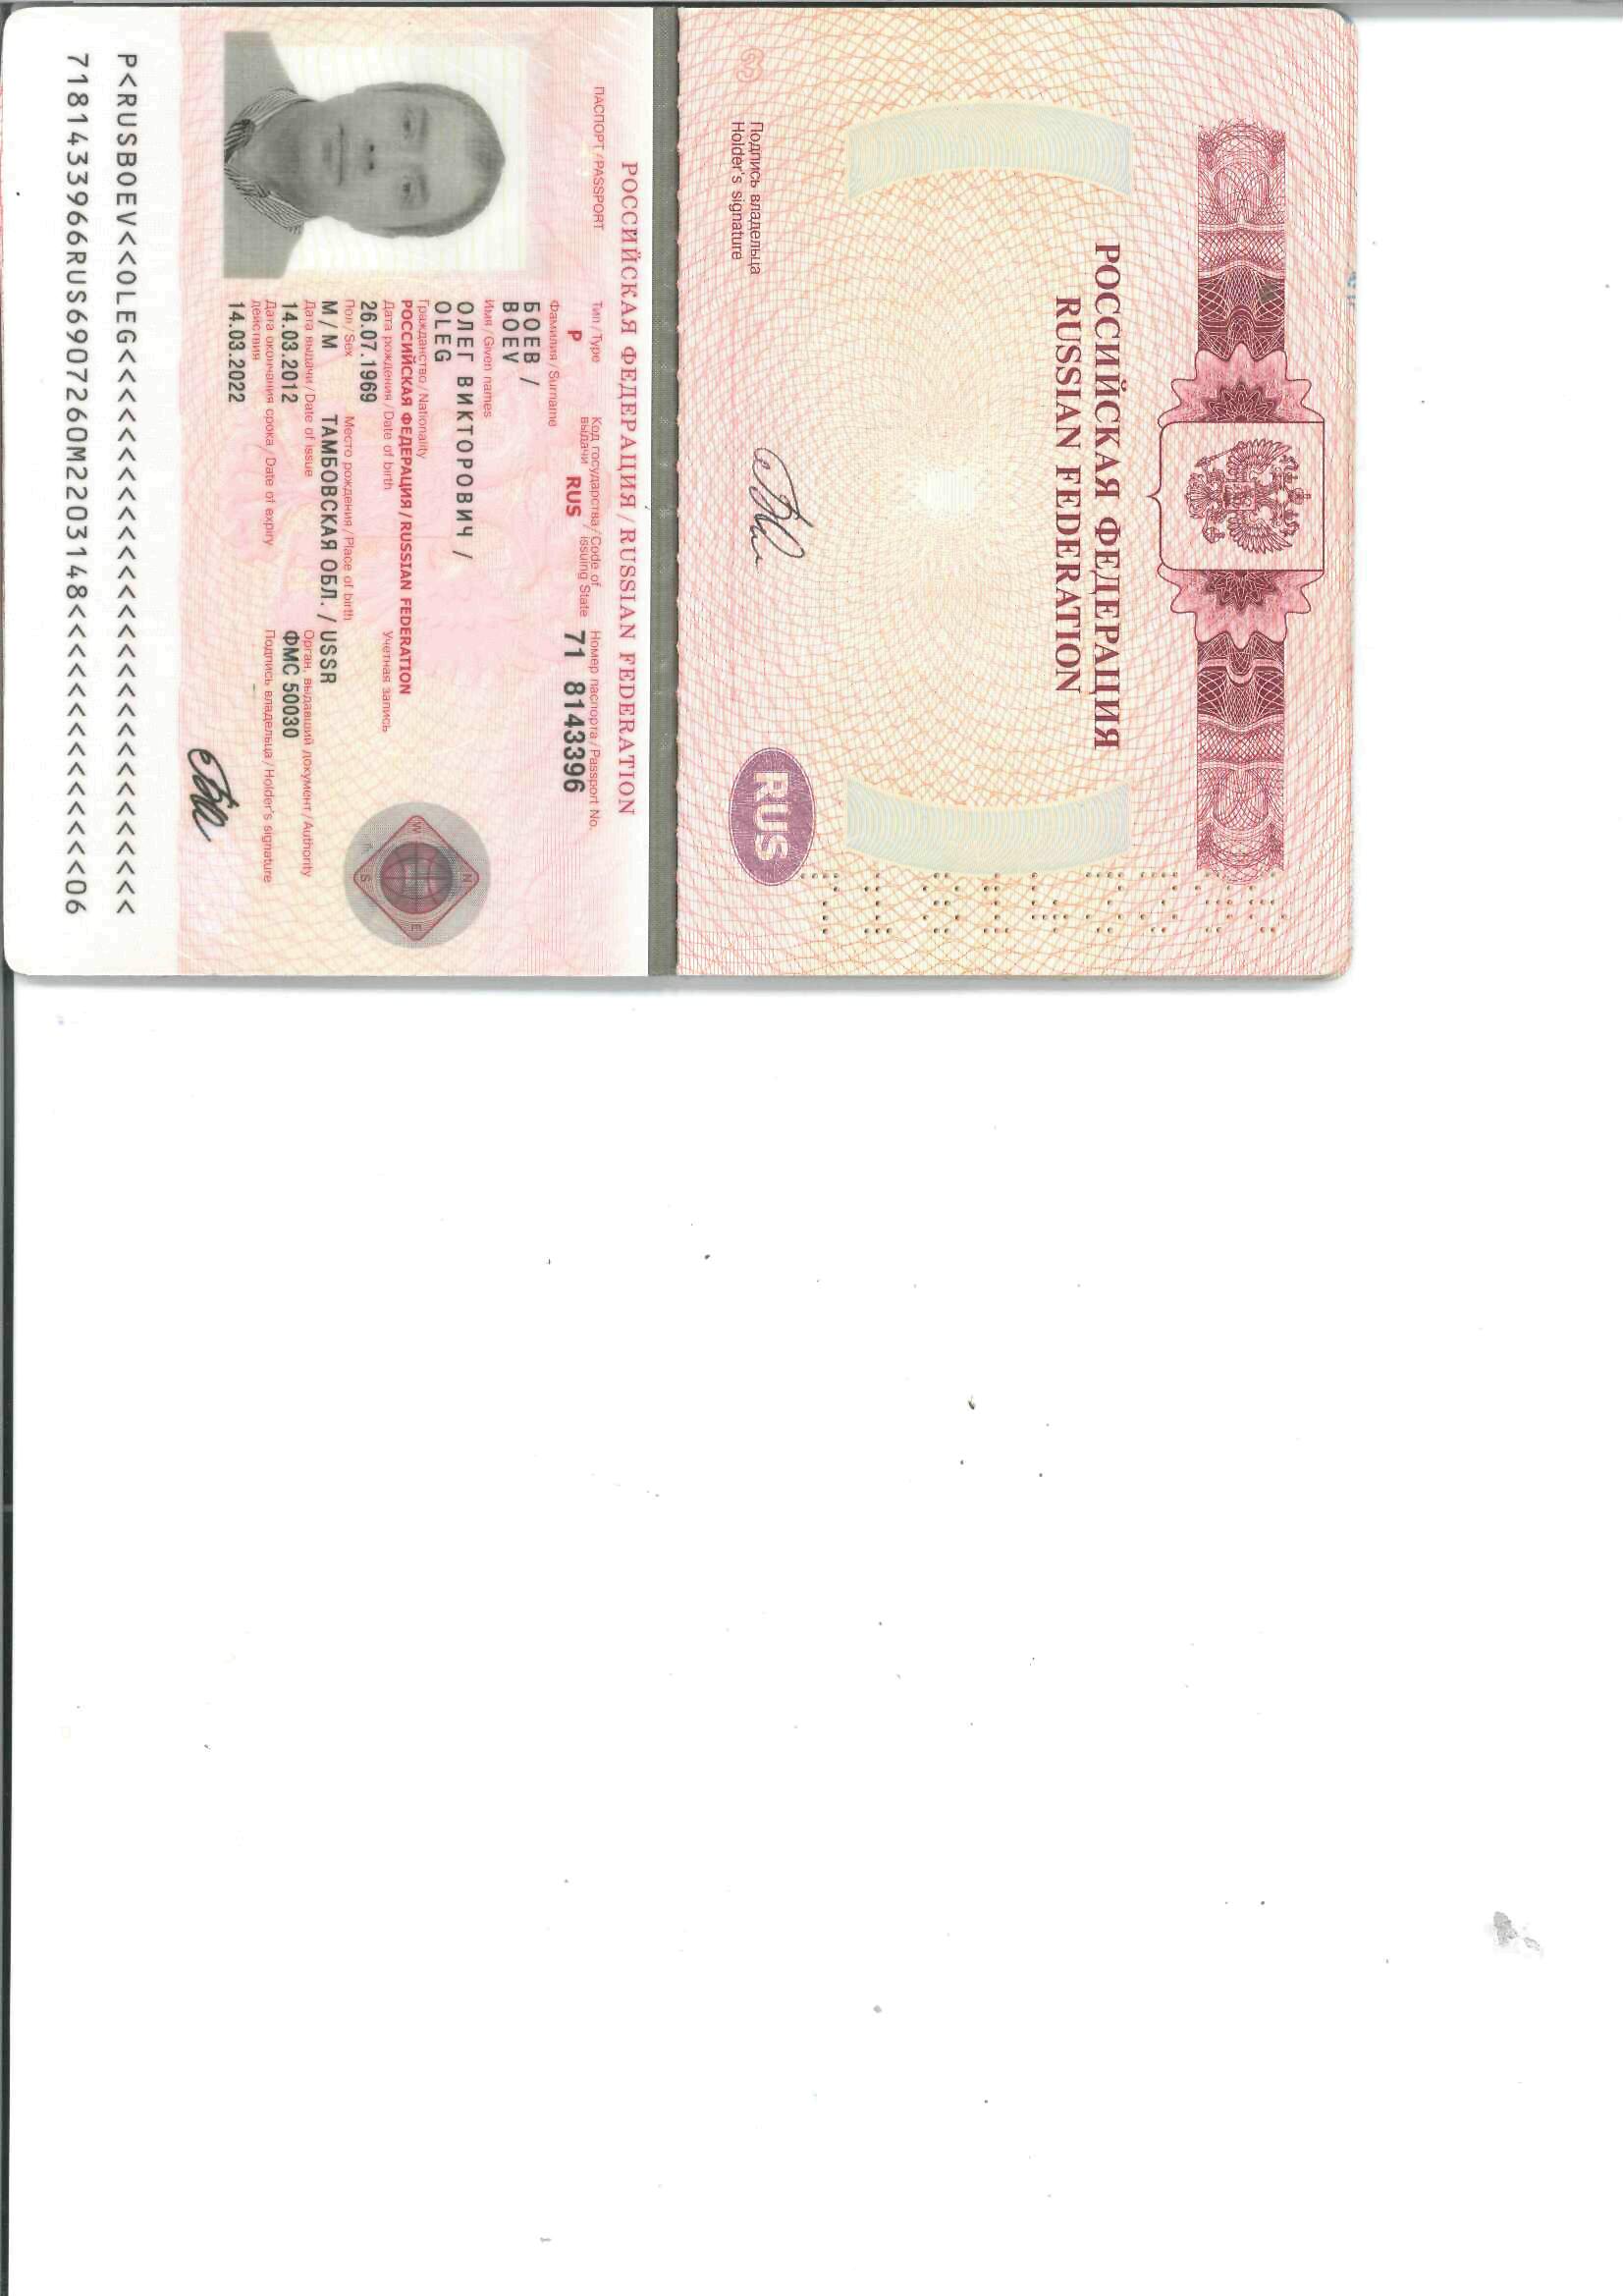 РОССИЙСКАЯ ФЕДЕРАЦИЯ
RUSSIAN FEDERATION
Подпись владельца
Holder's signature
RUS
3
РОССИЙСКАЯ ФЕДЕРАЦИЯ / RUSSIAN FEDERATION
ПАСПОРТ / PASSPORT
Тип / Type
Код государства / Code of
выдачи / issuing State
Номер паспорта / Passport No.
P
RUS
71 8143396
Фамилия / Surname
БОЕВ /
BOEV
Имя / Given names
ОЛЕГ ВИКТОРОВИЧ /
OLEG
Гражданство / Nationality
РОССИЙСКАЯ ФЕДЕРАЦИЯ / RUSSIAN FEDERATION
Дата рождения / Date of birth
Учетная запись
26.07.1969
Пол / Sex
Место рождения / Place of birth
М / M
ТАМБОВСКАЯ ОБЛ. / USSR
Дата выдачи / Date of issue
Орган, выдавший документ / Authority
14.03.2012
ФМС 50030
Дата окончания срока / Date of expiry
действия
Подпись владельца / Holder's signature
14.03.2022
N
E
S
W
P<RUSBOEV<<OLEG<<<<<<<<<<<<<<<<<<<<<<<<<<<<<
7181433966RUS6907260M2203148<<<<<<<<<<<<<<06